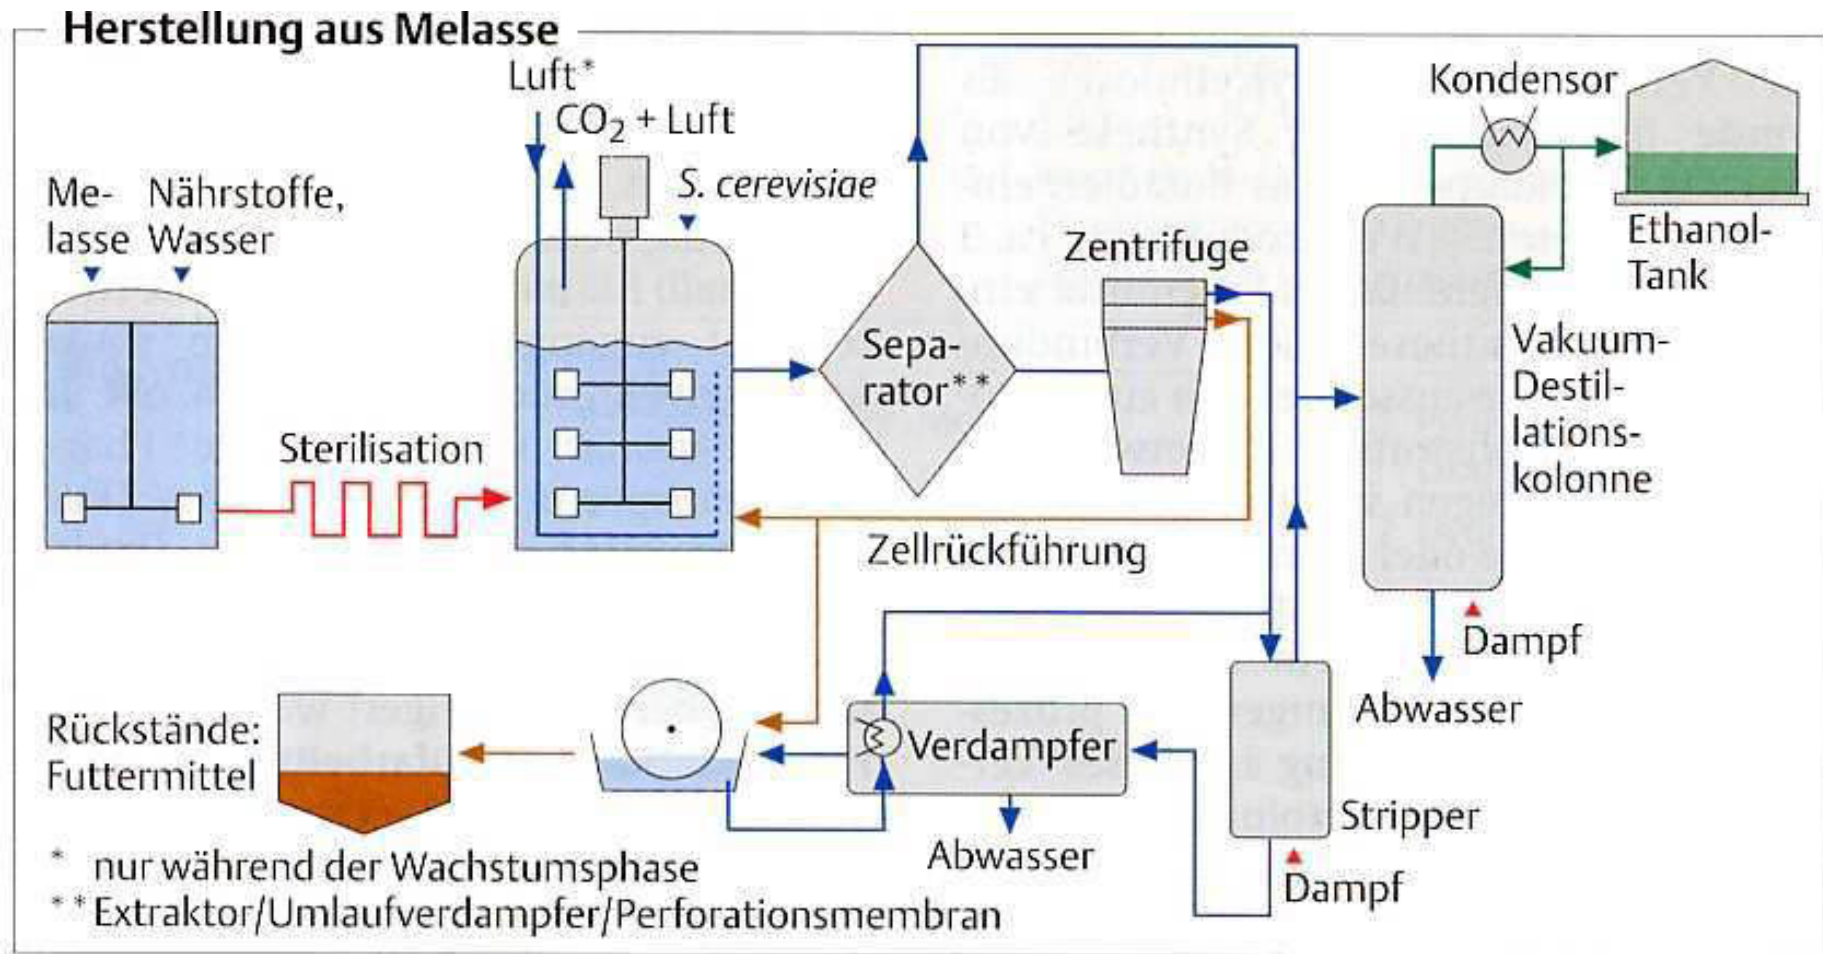 Herstellung aus Melasse
Luft*
CO2 + Luft
S. cerevisiae
Me-
lasse
Nährstoffe,
Wasser
Sterilisation
Sepa-
rator**
Zentrifuge
Zellrückführung
Kondensor
Ethanol-
Tank
Vakuum-
Destil-
lations-
kolonne
Dampf
Abwasser
Rückstände:
Futtermittel
Verdampfer
Abwasser
Stripper
Dampf
* nur während der Wachstumsphase
** Extraktor/Umlaufverdampfer/Perforationsmembran